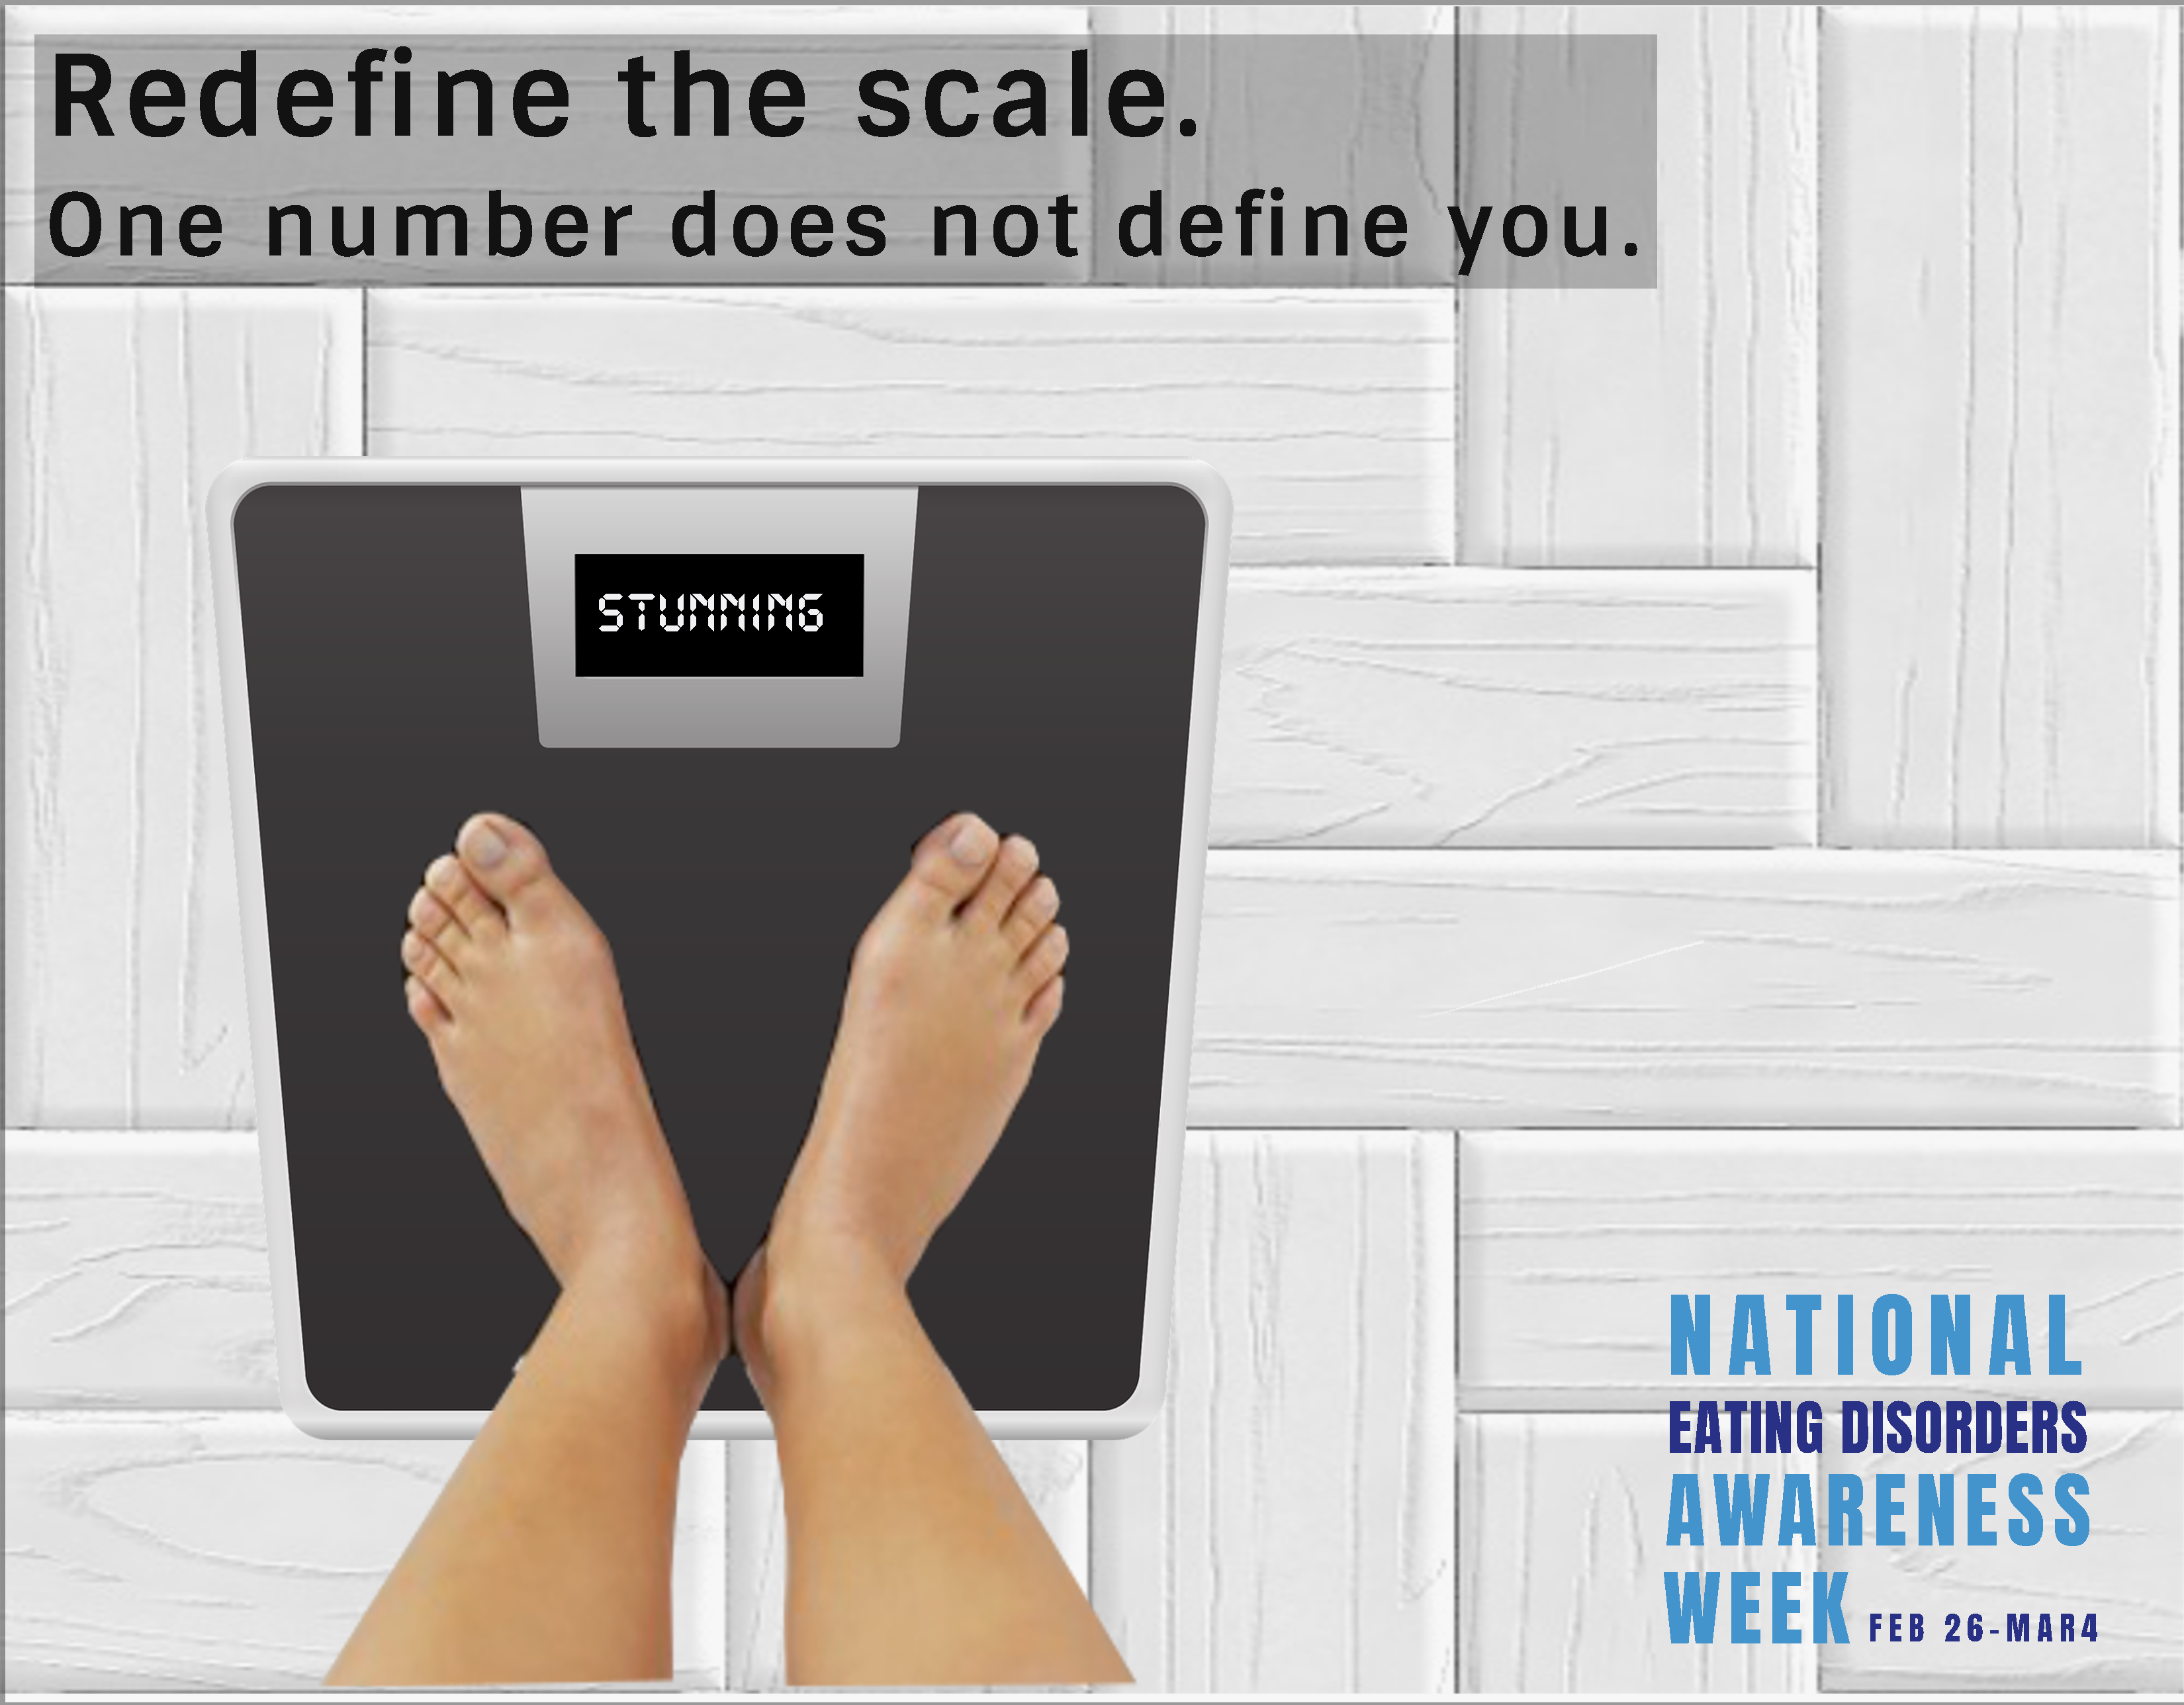 Redefine the scale.
One number does not define you.
STUNNING
NATIONAL
EATING DISORDERS
AWARENESS
WEEK FEB 26-MAR4